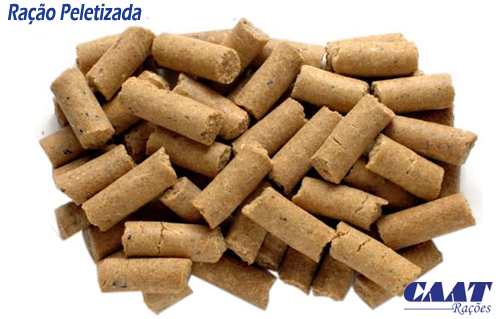 Ração Peletizada
CAAT
Rações